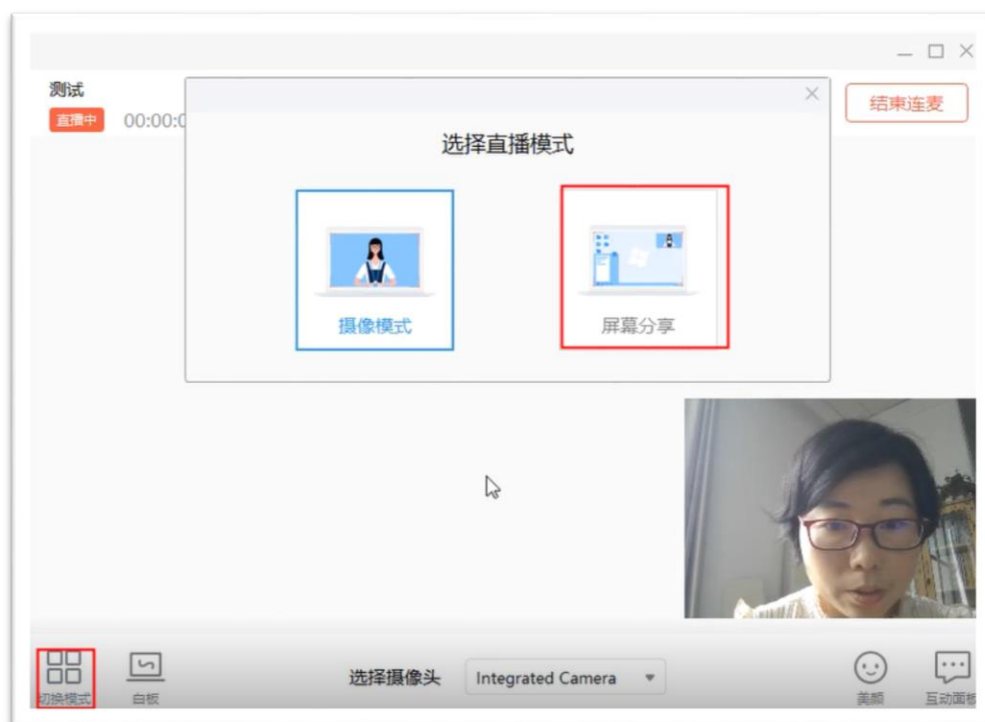 测试
直播中 00:00:0
结束连麦
选择直播模式
摄像模式
屏幕分享
切换模式
白板
选择摄像头 Integrated Camera
美颜
互动面板